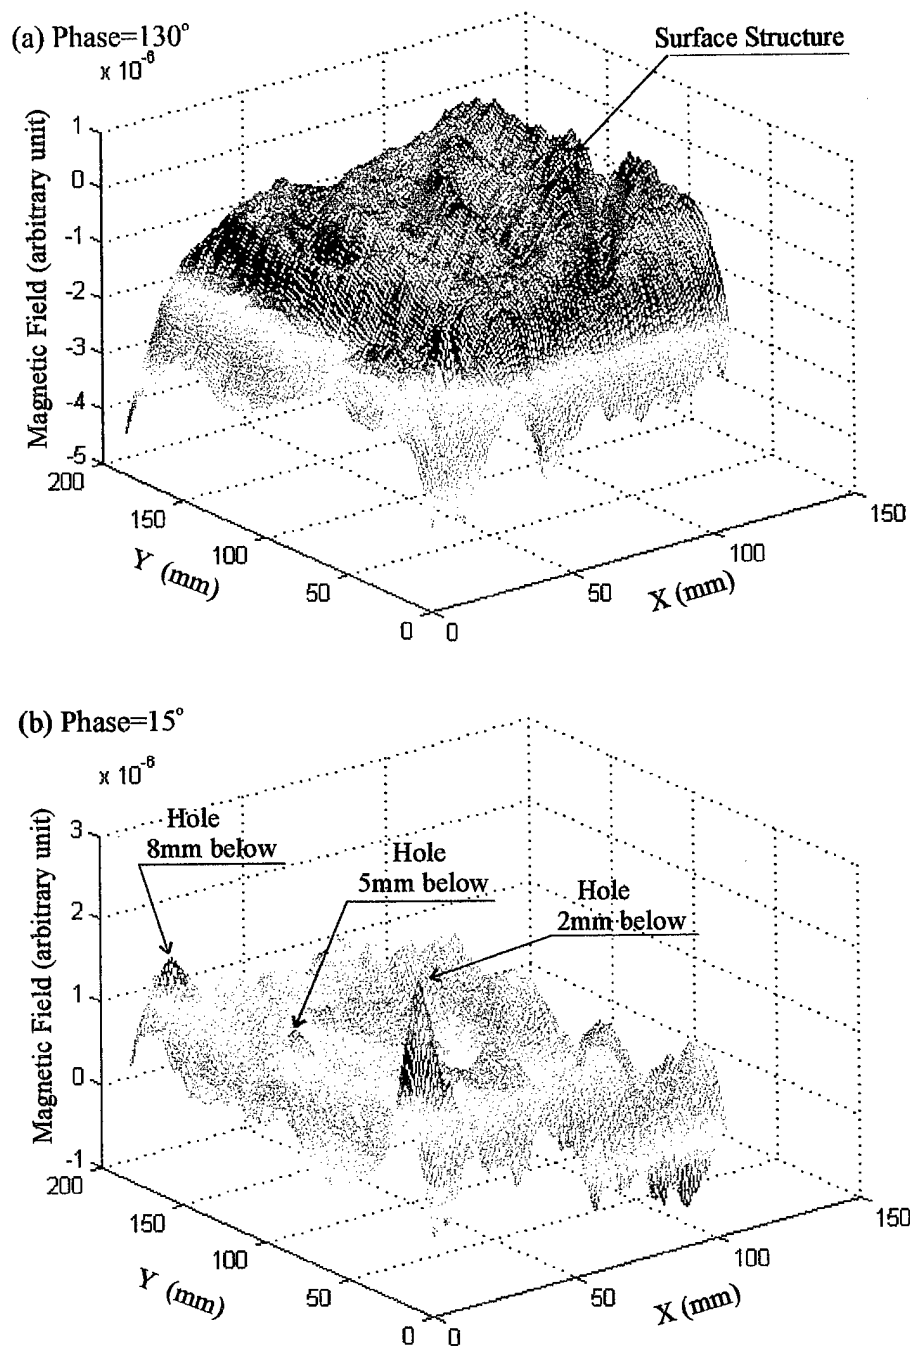 (a) Phase=130°
x 10⁻⁶
Surface Structure
Magnetic Field (arbitrary unit)
1
0
-1
-2
-3
-4
-5
200
150
100
50
0
Y (mm)
0
50
100
150
X (mm)
(b) Phase=15°
x 10⁻⁶
Hole
8mm below
Hole
5mm below
Hole
2mm below
Magnetic Field (arbitrary unit)
3
2
1
0
-1
200
150
100
50
0
Y (mm)
0
50
100
150
X (mm)